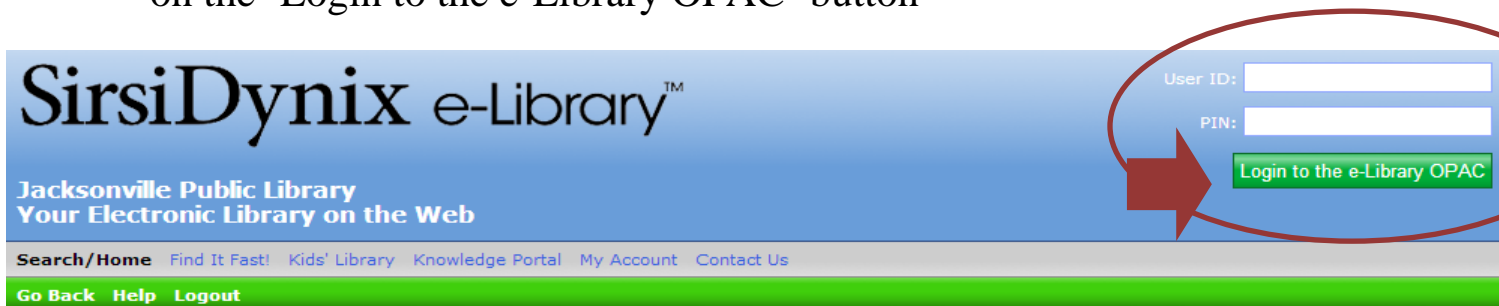 on the "Login to the e-Library OPAC" button
SirsiDynix e-Library™
User ID:
PIN:
Login to the e-Library OPAC
Jacksonville Public Library
Your Electronic Library on the Web
Search/Home Find It Fast! Kids' Library Knowledge Portal My Account Contact Us
Go Back Help Logout